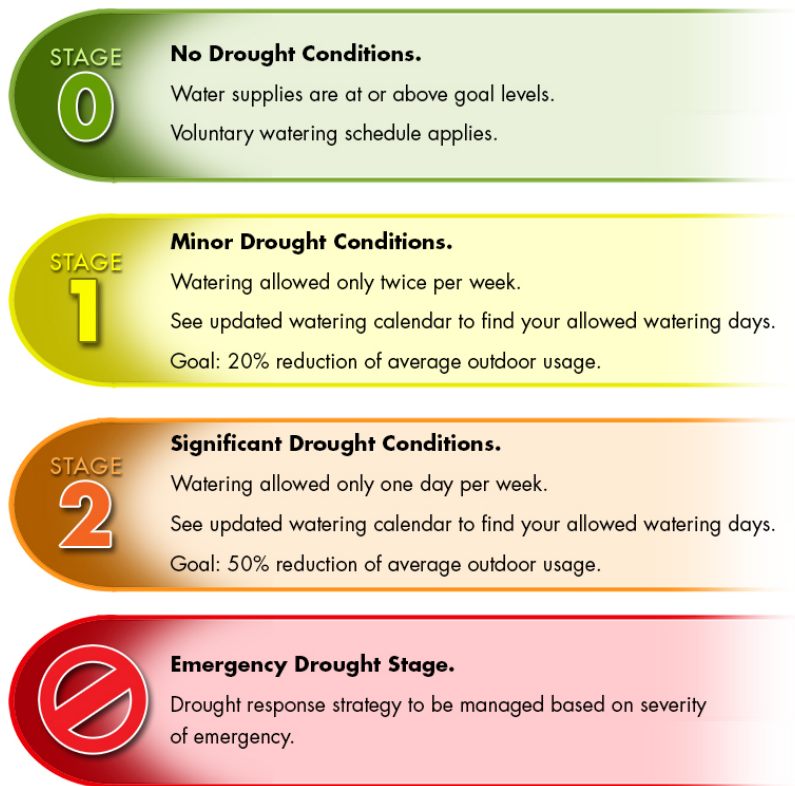 STAGE
0
No Drought Conditions.
Water supplies are at or above goal levels.
Voluntary watering schedule applies.
STAGE
1
Minor Drought Conditions.
Watering allowed only twice per week.
See updated watering calendar to find your allowed watering days.
Goal: 20% reduction of average outdoor usage.
STAGE
2
Significant Drought Conditions.
Watering allowed only one day per week.
See updated watering calendar to find your allowed watering days.
Goal: 50% reduction of average outdoor usage.
Emergency Drought Stage.
Drought response strategy to be managed based on severity
of emergency.